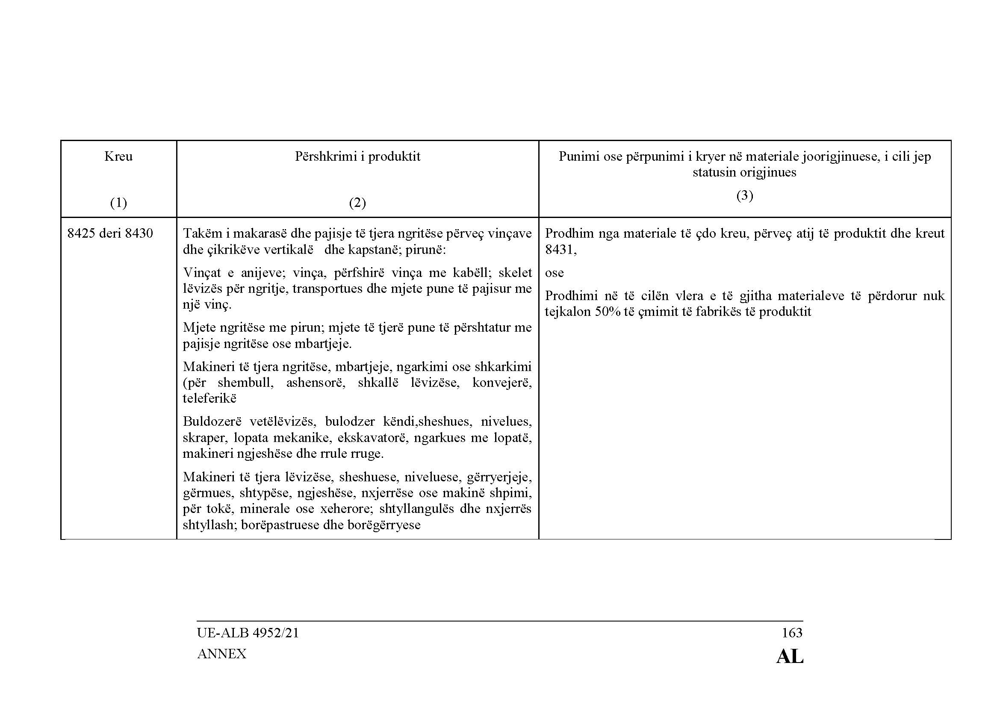 Kreu
(1)
Përshkrimi i produktit
(2)
Punimi ose përpunimi i kryer në materiale joorigjinuese, i cili jep
statusin origjinues
(3)
8425 deri 8430
Takëm i makarasë dhe pajisje të tjera ngritëse përveç vinçave
dhe çikrikëve vertikalë dhe kapstanë; pirunë:
Vinçat e anijeve; vinça, përfshirë vinça me kabëll; skelet
lëvizës për ngritje, transportues dhe mjete pune të pajisur me
një vinç.
Mjete ngritëse me pirun; mjete të tjerë pune të përshtatur me
pajisje ngritëse ose mbartjeje.
Makineri të tjera ngritëse, mbartjeje, ngarkimi ose shkarkimi
(për shembull, ashensorë, shkallë lëvizëse, konvejerë,
teleferikë
Buldozerë vetëlëvizës, bulodzer këndi,sheshues, nivelues,
skraper, lopata mekanike, ekskavatorë, ngarkues me lopatë,
makineri ngjeshëse dhe rrule rruge.
Makineri të tjera lëvizëse, sheshuese, niveluese, gërryerjeje,
gërmues, shtypëse, ngjeshëse, nxjerrëse ose makinë shpimi,
për tokë, minerale ose xeherore; shtyllangulës dhe nxjerrës
shtyllash; borëpastruese dhe borëgërryese
Prodhim nga materiale të çdo kreu, përveç atij të produktit dhe kreut
8431,
ose
Prodhimi në të cilën vlera e të gjitha materialeve të përdorur nuk
tejkalon 50% të çmimit të fabrikës të produktit
UE-ALB 4952/21
163
ANNEX
AL